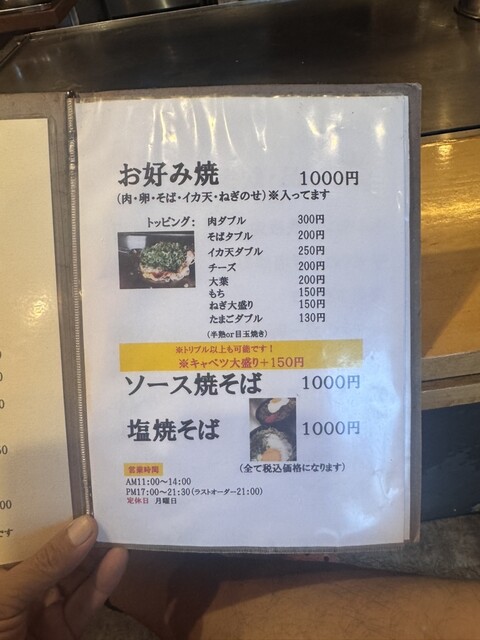 お好み焼 1000円
(肉・卵・そば・イカ天・ねぎのせ)※入ってます
トッピング: 肉ダブル 300円
そばダブル 200円
イカ天ダブル 250円
チーズ 200円
大葉 200円
もち 150円
ねぎ大盛り 150円
たまごダブル 130円
(半熟or目玉焼き)
※トリプル以上も可能です!
※キャベツ大盛り+150円
ソース焼そば 1000円
塩焼そば 1000円
(全て税込価格になります)
営業時間
AM11:00~14:00
PM17:00~21:30(ラストオーダー21:00)
定休日 月曜日